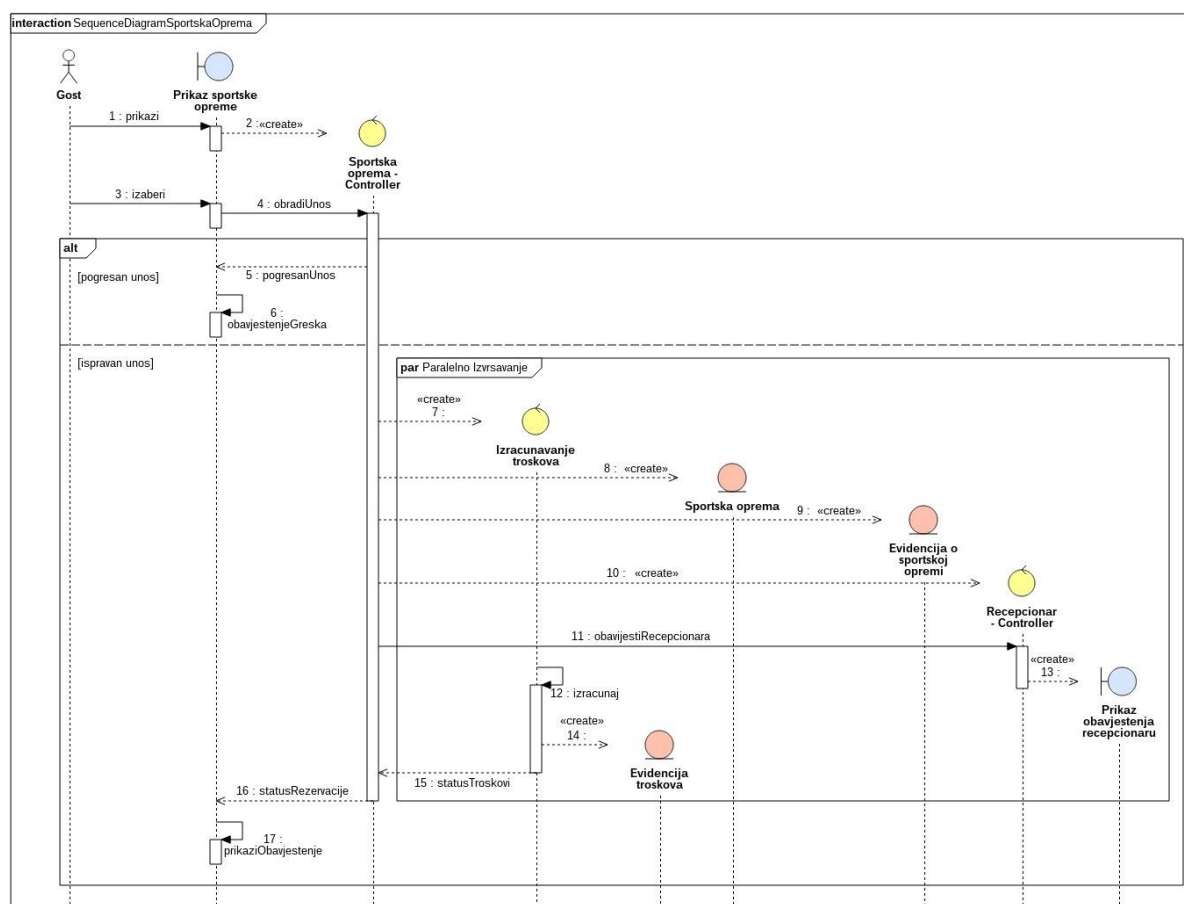 interaction SequenceDiagramSportskaOprema
Gost
Prikaz sportske
opreme
1 : prikazi
2 :«create»
Sportska
oprema -
Controller
3 : izaberi
4 : obradiUnos
alt
[pogresan unos]
5 : pogresanUnos
6 :
obavjestenjeGreska
[ispravan unos]
par Paralelno Izvrsavanje
«create»
7 :
Izracunavanje
troskova
8 : «create»
Sportska oprema
9 : «create»
Evidencija o
sportskoj
opremi
10 : «create»
Recepcionar
- Controller
11 : obavijestiRecepcionara
«create»
13 :
12 : izracunaj
Prikaz
obavjestenja
recepcionaru
«create»
14 :
Evidencija
troskova
15 : statusTroskovi
16 : statusRezervacije
17 :
prikaziObavjestenje